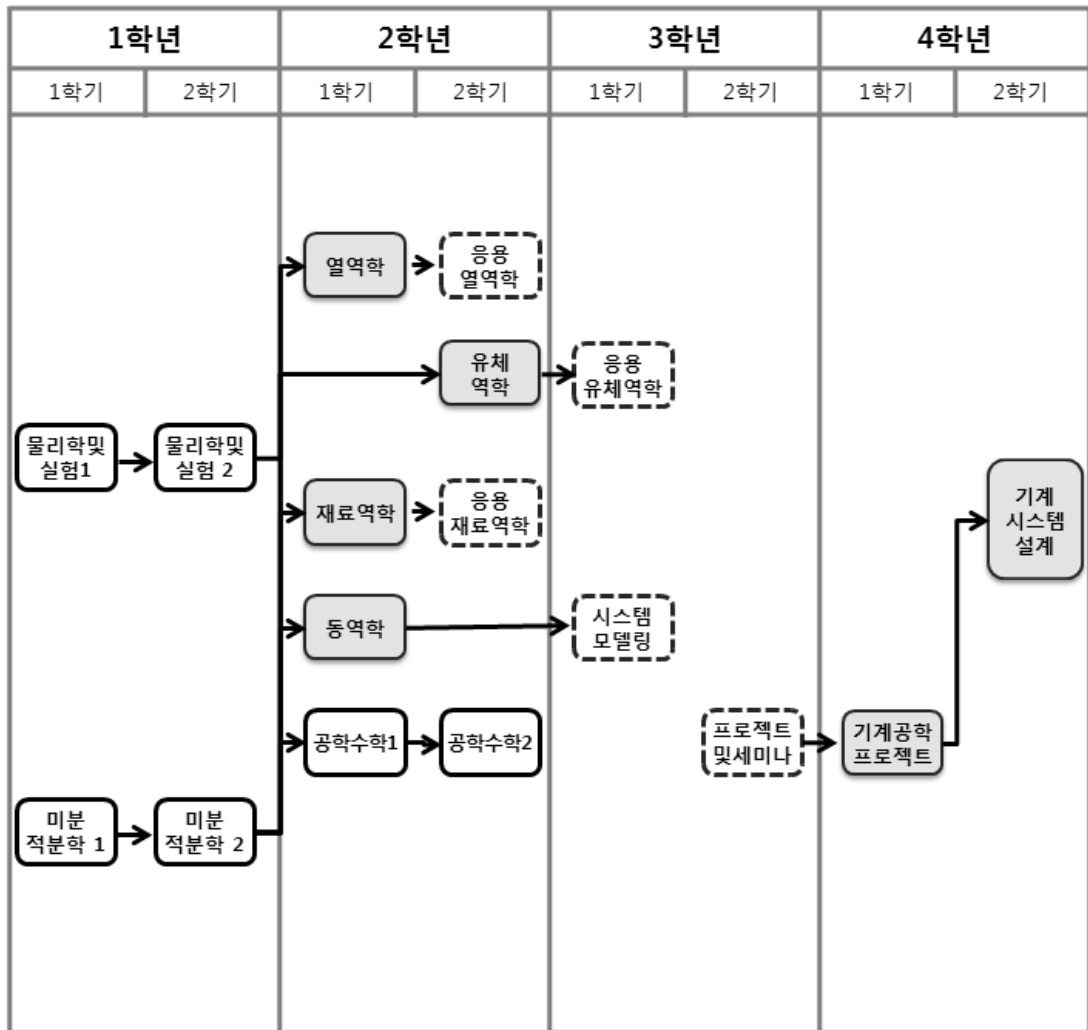 1학년
2학년
3학년
4학년
1학기
2학기
1학기
2학기
1학기
2학기
1학기
2학기
열역학
응용
열역학
유체
역학
응용
유체역학
물리학및
실험1
물리학및
실험 2
재료역학
응용
재료역학
기계
시스템
설계
동역학
시스템
모델링
공학수학1
공학수학2
프로젝트
및세미나
기계공학
프로젝트
미분
적분학 1
미분
적분학 2